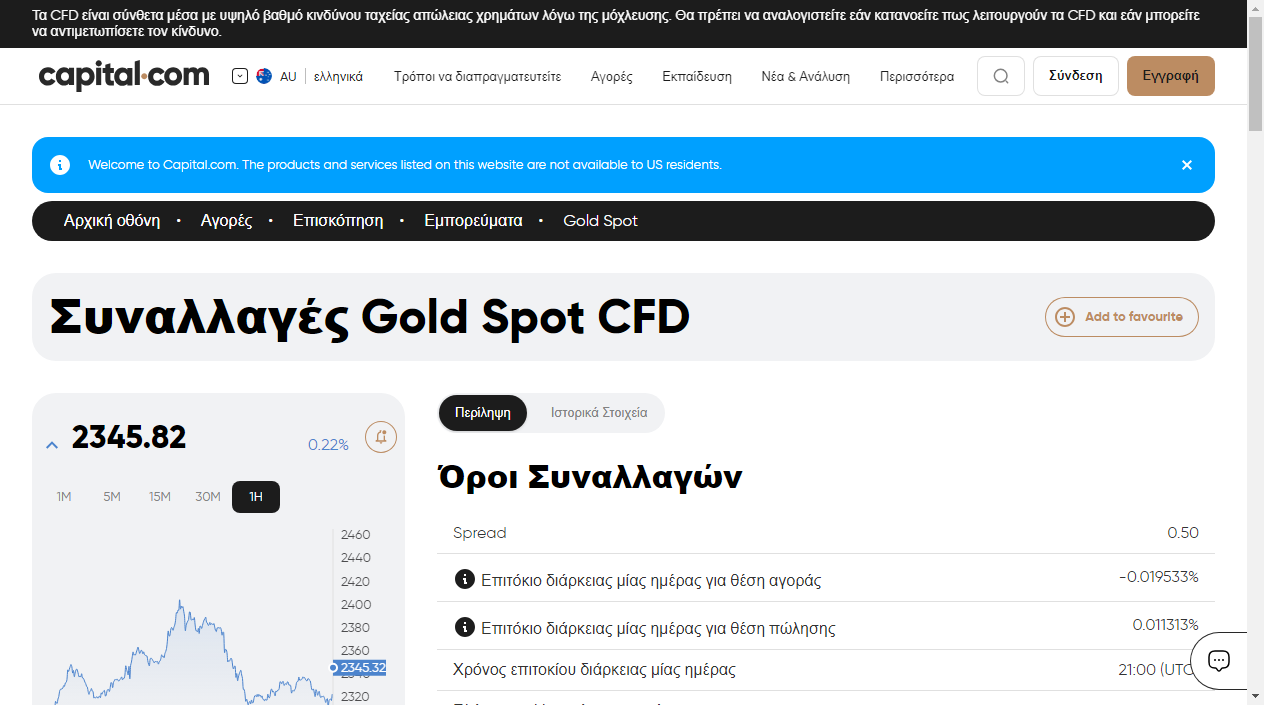 Τα CFD είναι σύνθετα μέσα με υψηλό βαθμό κινδύνου ταχείας απώλειας χρημάτων λόγω της μόχλευσης. Θα πρέπει να αναλογιστείτε εάν κατανοείτε πως λειτουργούν τα CFD και εάν μπορείτε
να αντιμετωπίσετε τον κίνδυνο.
capital.com AU ελληνικά Τρόποι να διαπραγματευτείτε Αγορές Εκπαίδευση Νέα & Ανάλυση Περισσότερα Σύνδεση Εγγραφή
Welcome to Capital.com. The products and services listed on this website are not available to US residents.
Αρχική οθόνη • Αγορές • Επισκόπηση • Εμπορεύματα • Gold Spot
Συναλλαγές Gold Spot CFD
Add to favourite
2345.82
0.22%
1M 5M 15M 30M 1H
2460
2440
2420
2400
2380
2360
2345.32
2320
Περίληψη Ιστορικά Στοιχεία
Όροι Συναλλαγών
Spread 0.50
Επιτόκιο διάρκειας μίας ημέρας για θέση αγοράς -0.019533%
Επιτόκιο διάρκειας μίας ημέρας για θέση πώλησης 0.011313%
Χρόνος επιτοκίου διάρκειας μίας ημέρας 21:00 (UTC